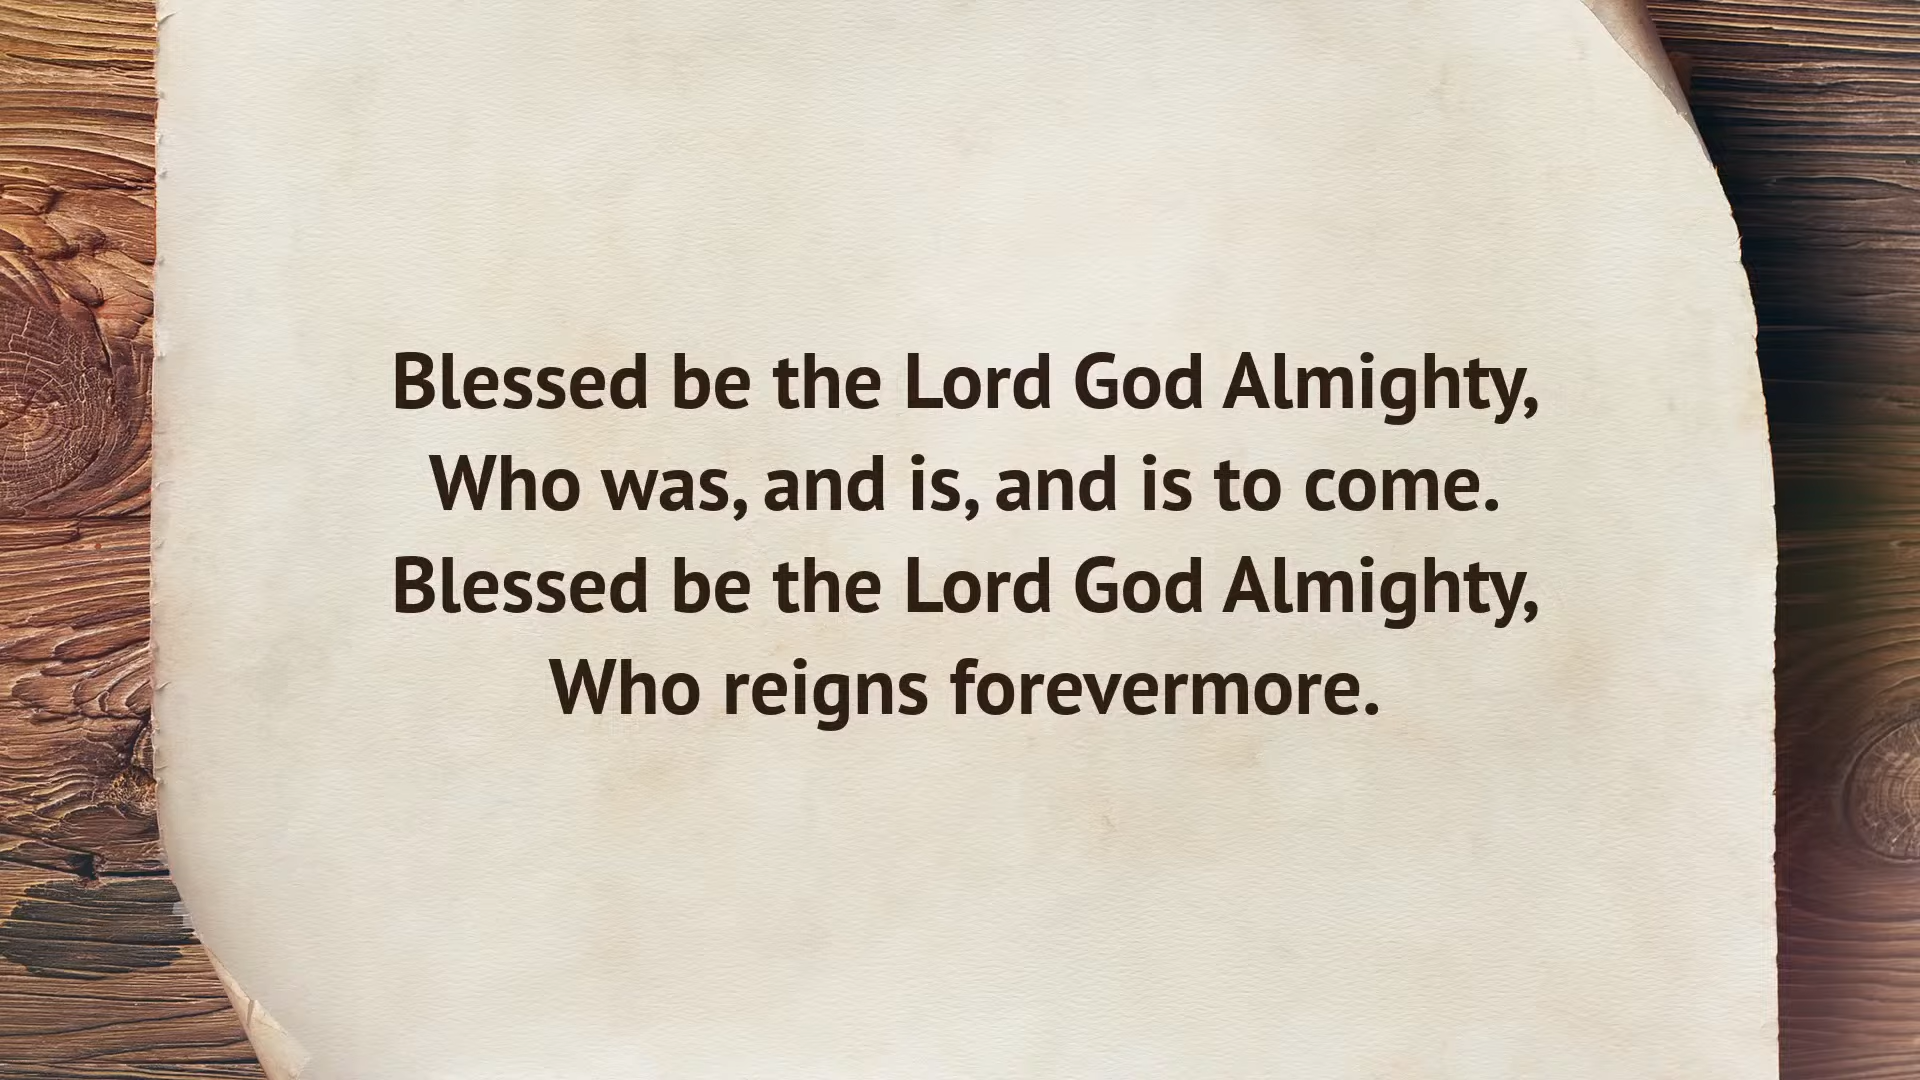 Blessed be the Lord God Almighty,
Who was, and is, and is to come.
Blessed be the Lord God Almighty,
Who reigns forevermore.